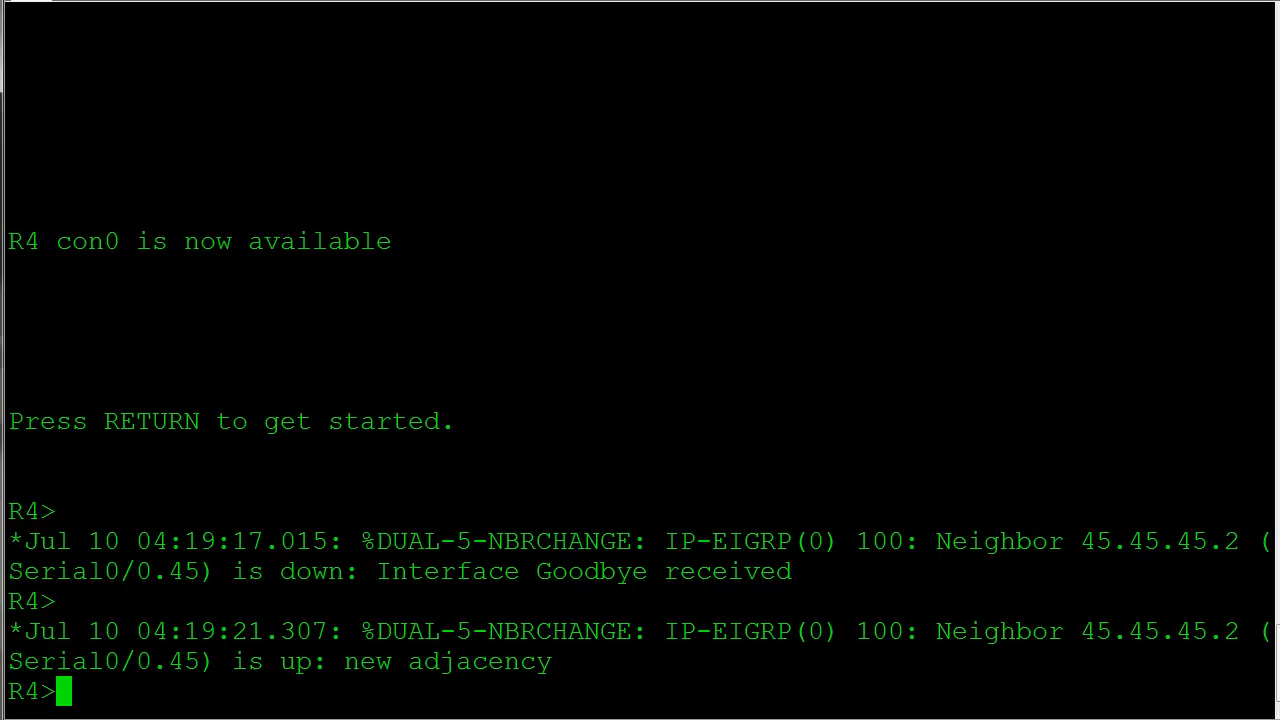 R4 con0 is now available
Press RETURN to get started.
R4>
*Jul 10 04:19:17.015: %DUAL-5-NBRCHANGE: IP-EIGRP(0) 100: Neighbor 45.45.45.2 (
Serial0/0.45) is down: Interface Goodbye received
R4>
*Jul 10 04:19:21.307: %DUAL-5-NBRCHANGE: IP-EIGRP(0) 100: Neighbor 45.45.45.2 (
Serial0/0.45) is up: new adjacency
R4>